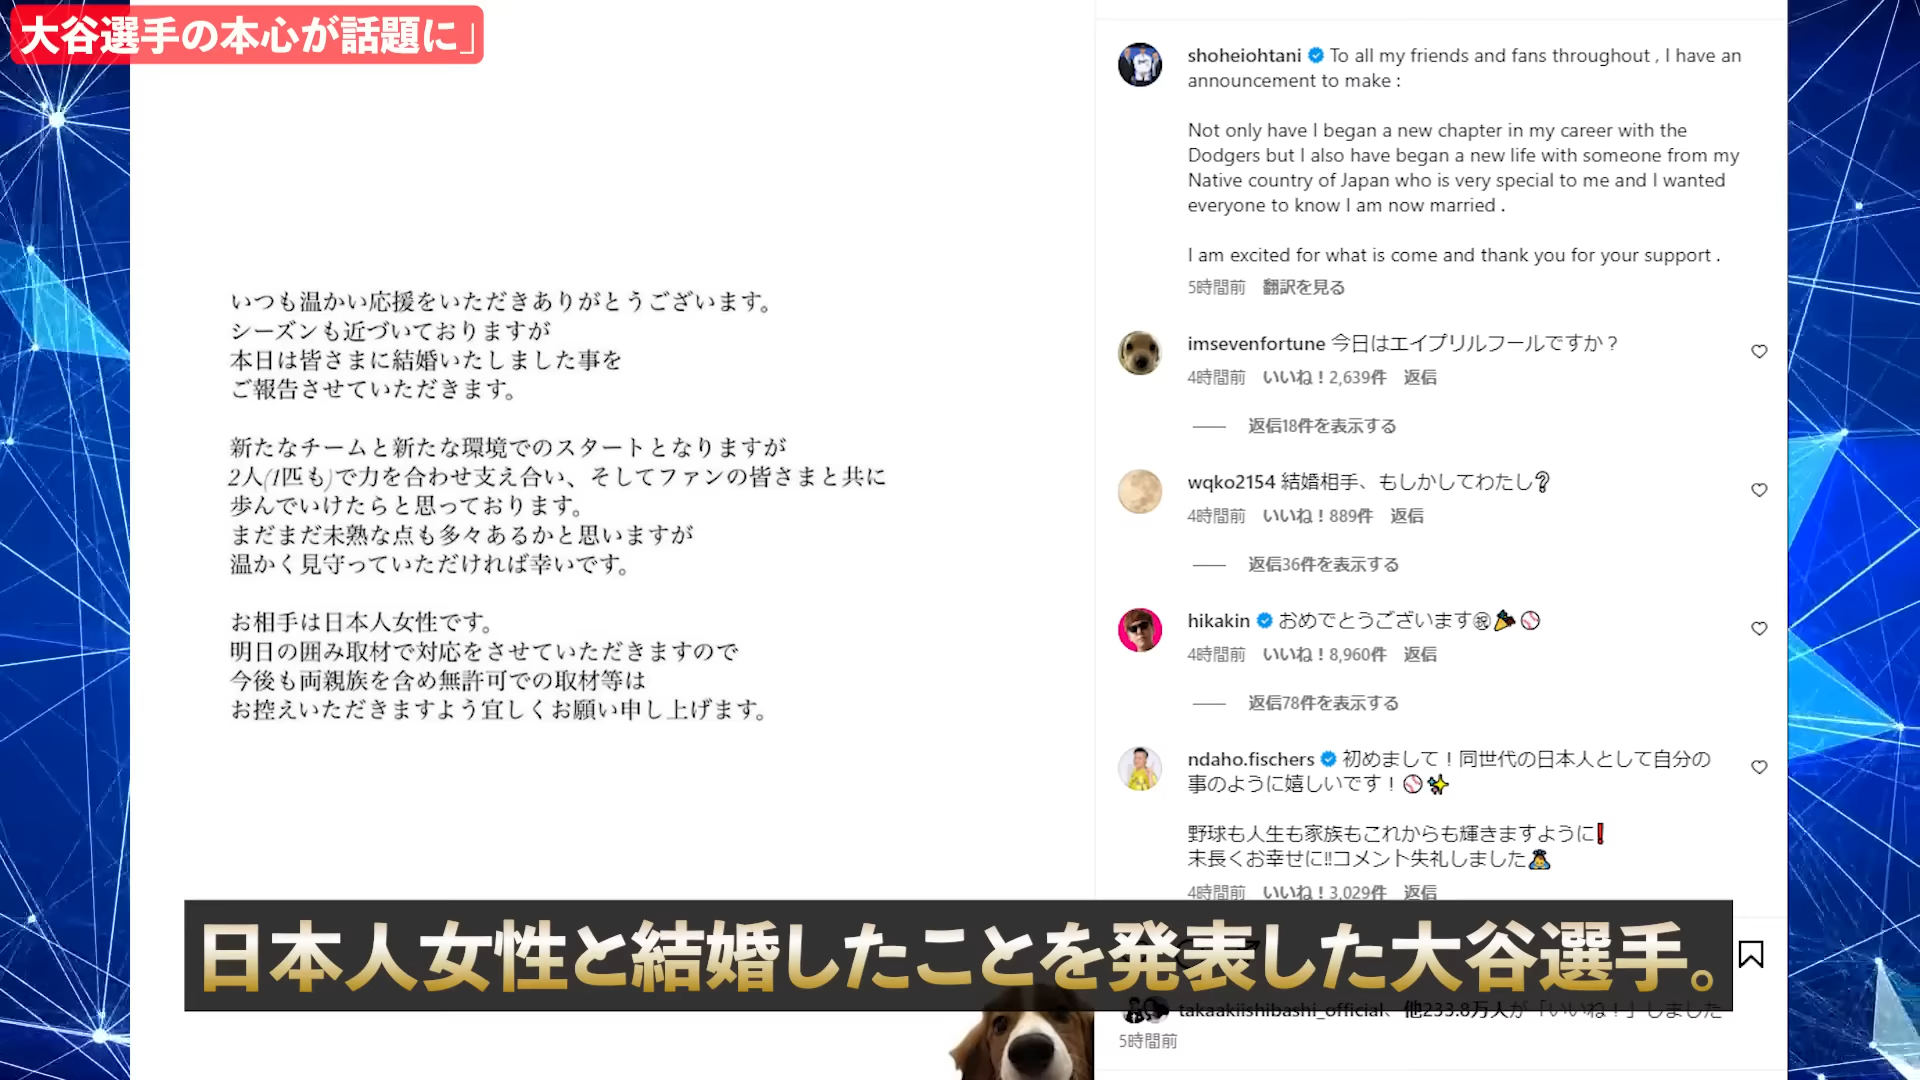 大谷選手の本心が話題に」
いつも温かい応援をいただきありがとうございます。
シーズンも近づいておりますが
本日は皆さまに結婚いたしました事を
ご報告させていただきます。
新たなチームと新たな環境でのスタートとなりますが
2人(1匹も)で力を合わせ支え合い、そしてファンの皆さまと共に
歩んでいけたらと思っております。
まだまだ未熟な点も多々あるかと思いますが
温かく見守っていただければ幸いです。
お相手は日本人女性です。
明日の囲み取材で対応をさせていただきますので
今後も両親族を含め無許可での取材等は
お控えいただきますよう宜しくお願い申し上げます。
shoheiohtani To all my friends and fans throughout , I have an
announcement to make :
Not only have I began a new chapter in my career with the
Dodgers but I also have began a new life with someone from my
Native country of Japan who is very special to me and I wanted
everyone to know I am now married .
I am excited for what is come and thank you for your support .
5時間前 翻訳を見る
imsevenfortune 今日はエイプリルフールですか？
4時間前 いいね！2,639件 返信
返信18件を表示する
wqko2154 結婚相手、もしかしてわたし❔
4時間前 いいね！889件 返信
返信36件を表示する
hikakin おめでとうございます㊗️🎉⚾
4時間前 いいね！8,960件 返信
返信78件を表示する
ndaho.fischers 初めまして！同世代の日本人として自分の
事のように嬉しいです！⚾✨
野球も人生も家族もこれからも輝きますように❗
末長くお幸せに‼コメント失礼しました🙇
4時間前 いいね！3,029件 返信
日本人女性と結婚したことを発表した大谷選手。
takaakiishibashi_official、他233.8万人が「いいね！」しました
5時間前